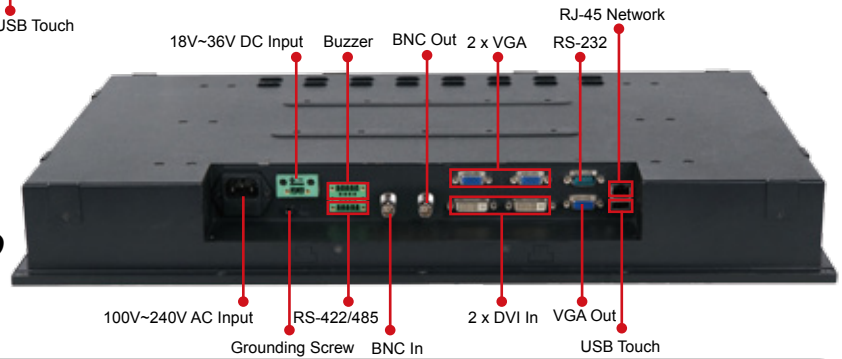 USB Touch
RJ-45 Network
18V~36V DC Input
Buzzer
BNC Out
2 x VGA
RS-232
100V~240V AC Input
RS-422/485
2 x DVI In
VGA Out
Grounding Screw
BNC In
USB Touch